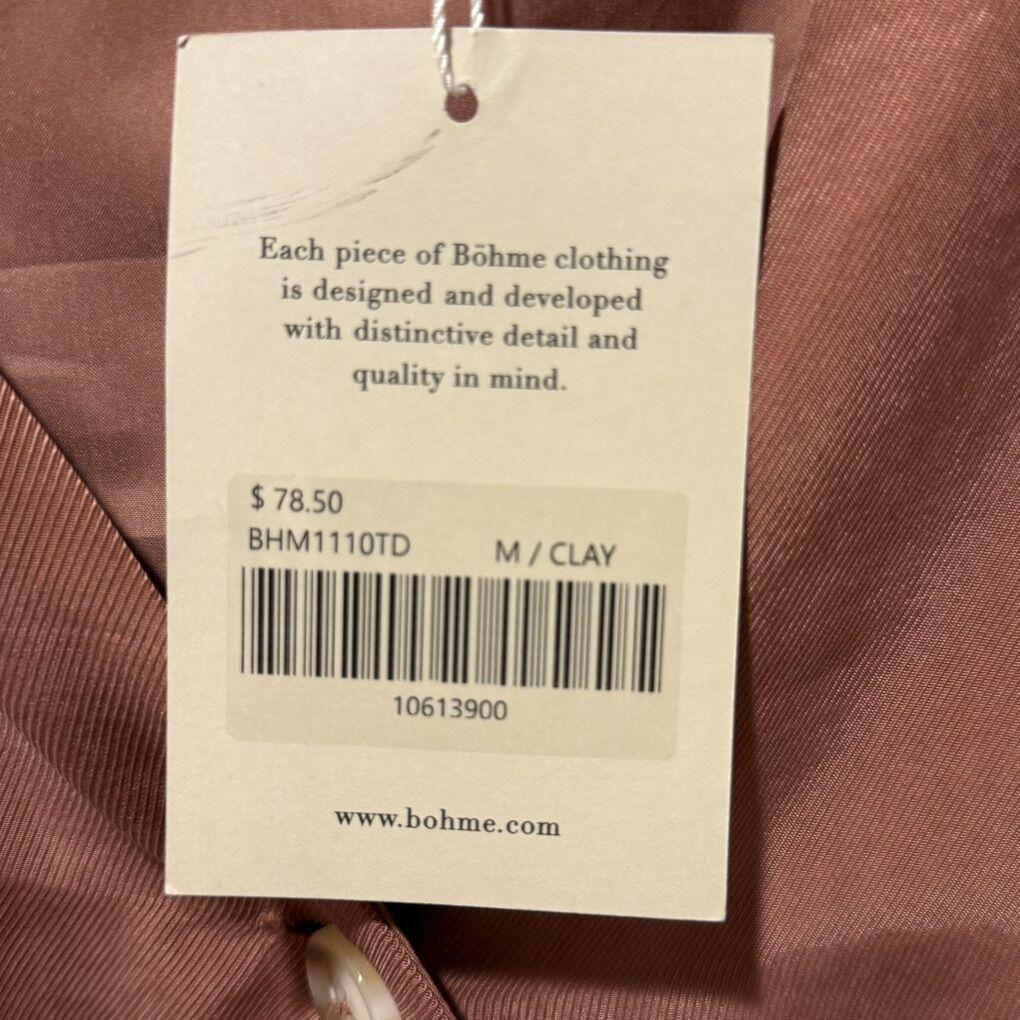 Each piece of Bōhme clothing
is designed and developed
with distinctive detail and
quality in mind.
$ 78.50
BHM1110TD M / CLAY
10613900
www.bohme.com